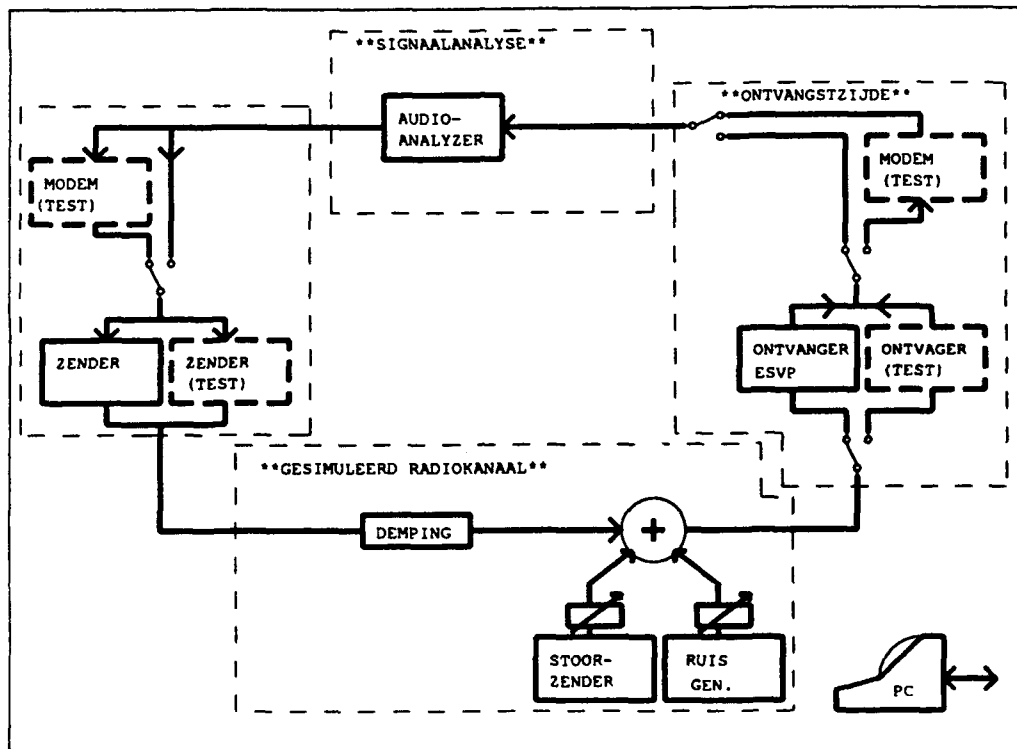 **SIGNAALANALYSE**
**ONTVANGSTZIJDE**
AUDIO-
ANALYZER
MODEM
(TEST)
MODEM
(TEST)
ZENDER
ZENDER
(TEST)
ONTVANGER
ESVP
ONTVAGER
(TEST)
**GESIMULEERD RADIOKANAAL**
DEMPING
+
STOOR-
ZENDER
RUIS
GEN.
PC